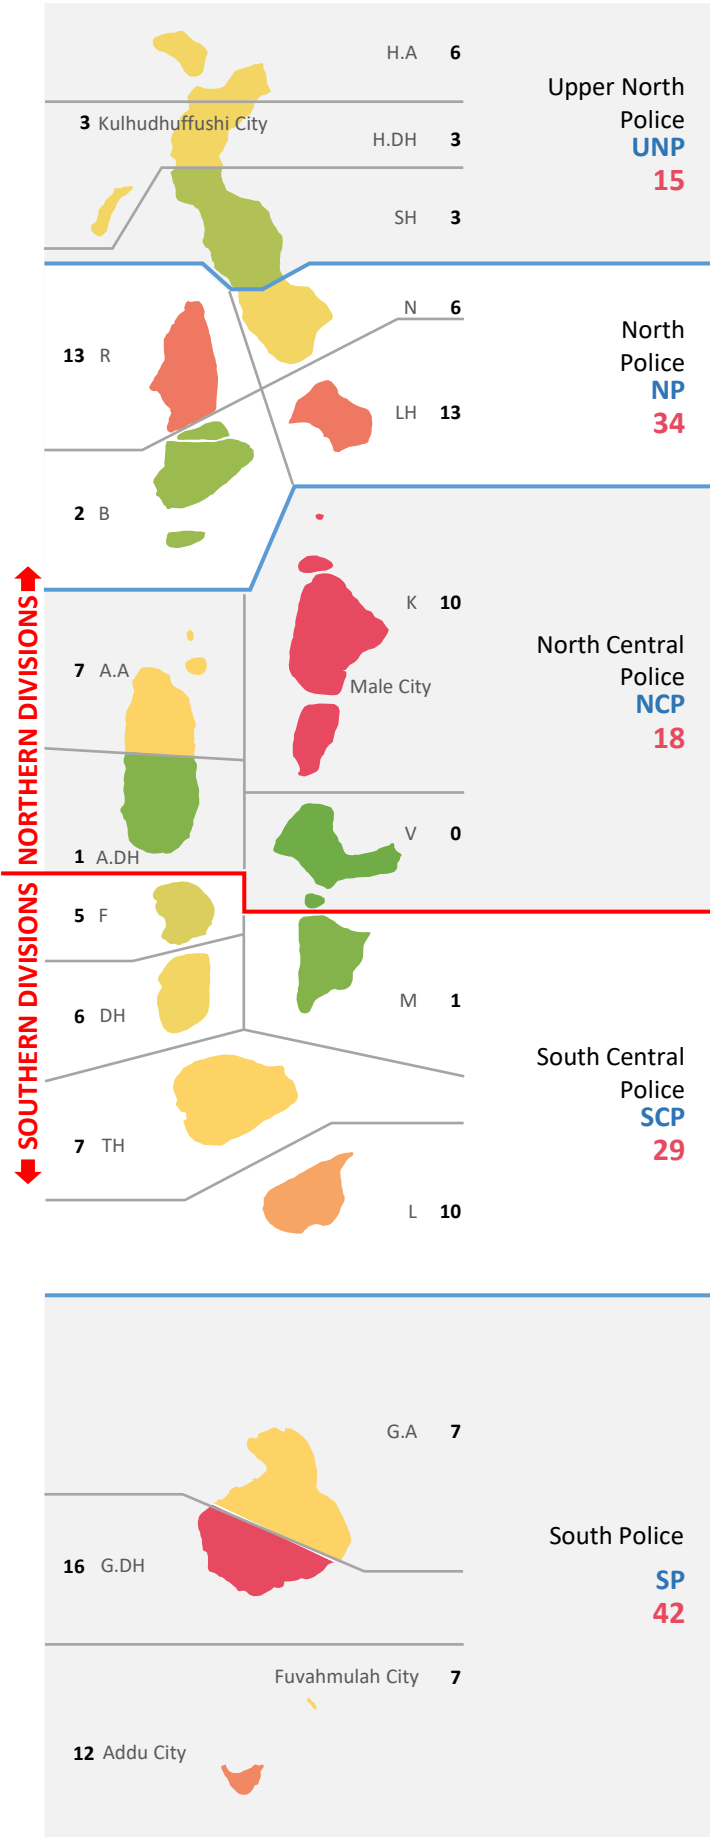 H.A 6
Upper North
Police
UNP
15
3 Kulhudhuffushi City
H.DH 3
SH 3
N 6
North
Police
NP
34
13 R
LH 13
2 B
NORTHERN DIVISIONS
K 10
North Central
Police
NCP
18
7 A.A
Male City
V 0
1 A.DH
SOUTHERN DIVISIONS
5 F
6 DH
M 1
South Central
Police
SCP
29
7 TH
L 10
G.A 7
South Police
SP
42
16 G.DH
Fuvahmulah City 7
12 Addu City